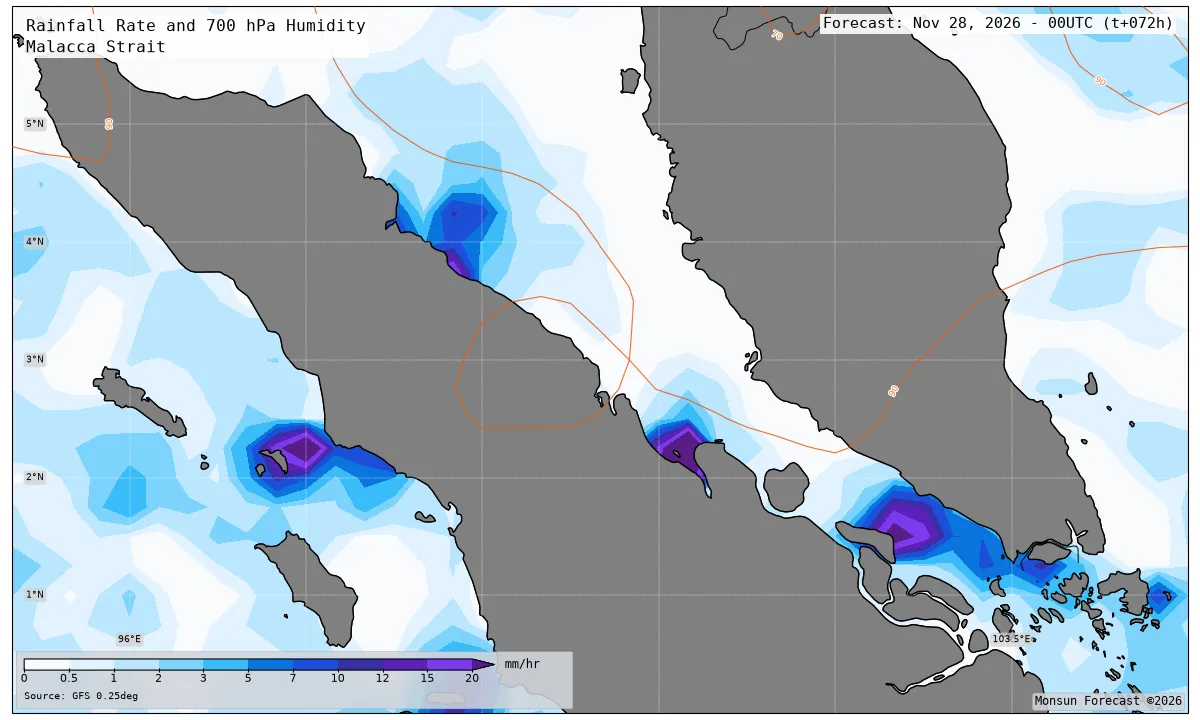 Rainfall Rate and 700 hPa Humidity
Malacca Strait
Forecast: Nov 28, 2026 - 00UTC (t+072h)
70
90
90
5°N
4°N
3°N
90
2°N
1°N
96°E
103.5°E
mm/hr
0 0.5 1 2 3 5 7 10 12 15 20
Source: GFS 0.25deg
Monsun Forecast ©2026